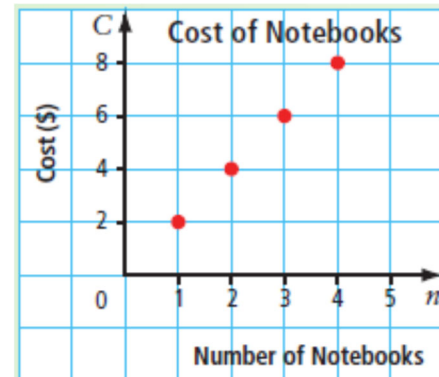 C
Cost of Notebooks
8
6
4
2
Cost ($)
0
1 2 3 4 5 n
Number of Notebooks